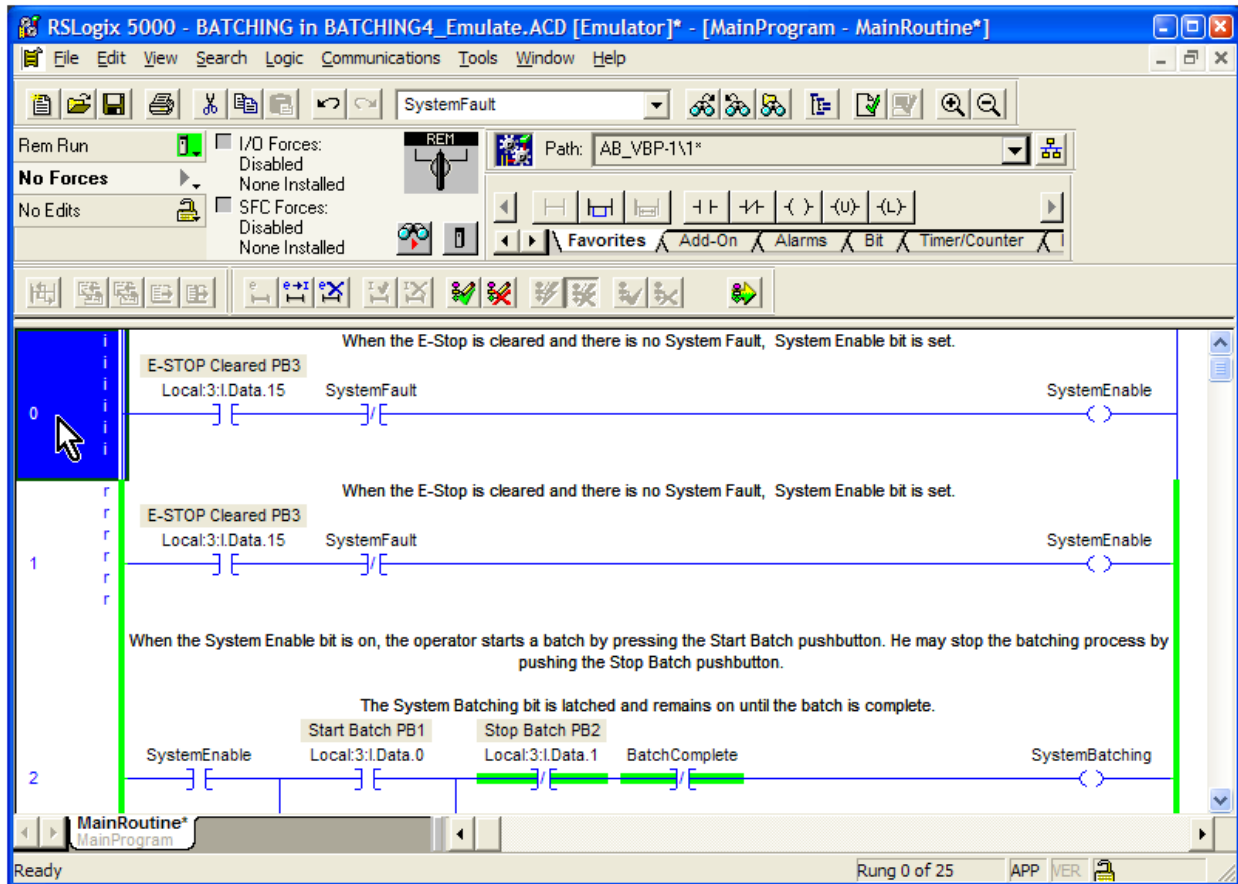 RSLogix 5000 - BATCHING in BATCHING4_Emulate.ACD [Emulator]* - [MainProgram - MainRoutine*]
File Edit View Search Logic Communications Tools Window Help
SystemFault
Rem Run
No Forces
No Edits
I/O Forces:
Disabled
None Installed
SFC Forces:
Disabled
None Installed
REM
Path: AB_VBP-1\1*
Favorites Add-On Alarms Bit Timer/Counter
When the E-Stop is cleared and there is no System Fault, System Enable bit is set.
E-STOP Cleared PB3
Local:3:I.Data.15 SystemFault SystemEnable
0
i
i
i
i
i
i
When the E-Stop is cleared and there is no System Fault, System Enable bit is set.
E-STOP Cleared PB3
Local:3:I.Data.15 SystemFault SystemEnable
1
r
r
r
r
r
r
When the System Enable bit is on, the operator starts a batch by pressing the Start Batch pushbutton. He may stop the batching process by
pushing the Stop Batch pushbutton.
The System Batching bit is latched and remains on until the batch is complete.
Start Batch PB1 Stop Batch PB2
SystemEnable Local:3:I.Data.0 Local:3:I.Data.1 BatchComplete SystemBatching
2
MainRoutine*
MainProgram
Ready Rung 0 of 25 APP VER